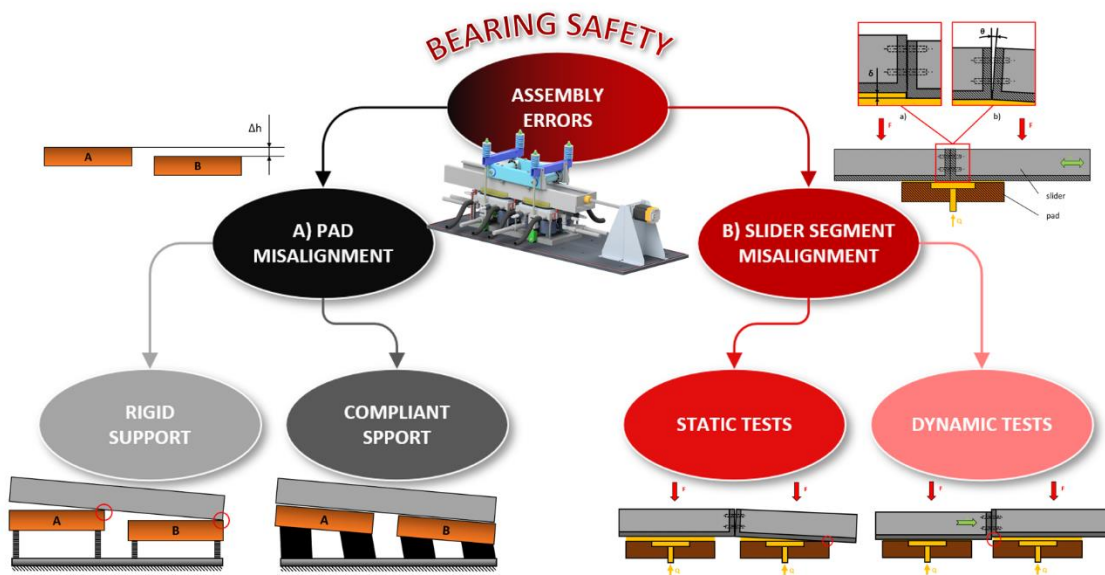 BEARING SAFETY
ASSEMBLY
ERRORS
Δh
A
B
θ
δ
a)
b)
F
F
slider
pad
Q
A) PAD
MISALIGNMENT
B) SLIDER SEGMENT
MISALIGNMENT
RIGID
SUPPORT
COMPLIANT
SPPORT
STATIC TESTS
DYNAMIC TESTS
A
B
A
B
F
F
Q
Q
F
F
Q
Q